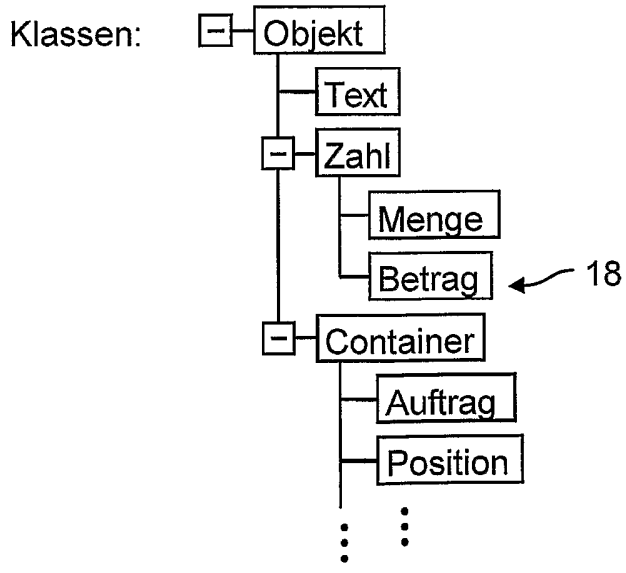 Klassen: Objekt
Text
Zahl
Menge
Betrag 18
Container
Auftrag
Position